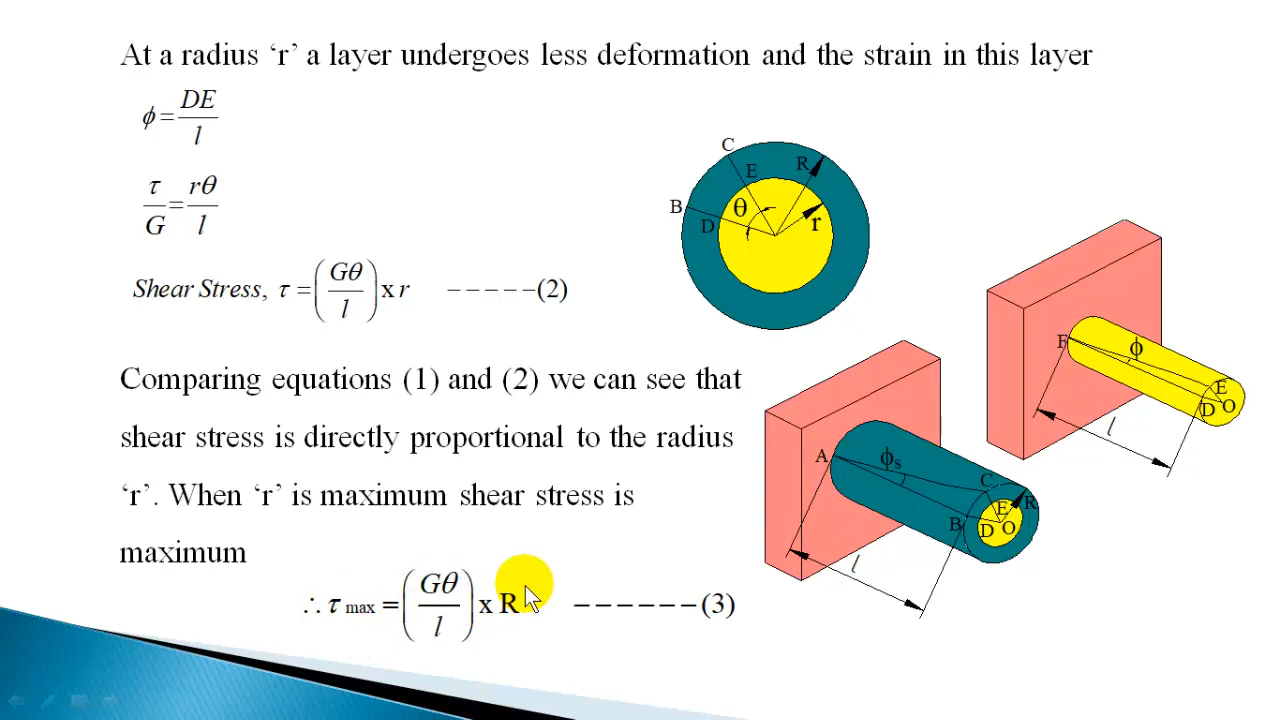 At a radius ‘r’ a layer undergoes less deformation and the strain in this layer
ϕ = DE / l
τ / G = rθ / l
Shear Stress, τ = (Gθ / l) x r −−−−−(2)
Comparing equations (1) and (2) we can see that
shear stress is directly proportional to the radius
‘r’. When ‘r’ is maximum shear stress is
maximum
∴ τ max = (Gθ / l) x R −−−−−−(3)
C
E
R
B
θ
D
r
F
ϕ
E
D
O
l
A
ϕs
C
E
R
B
D
O
l